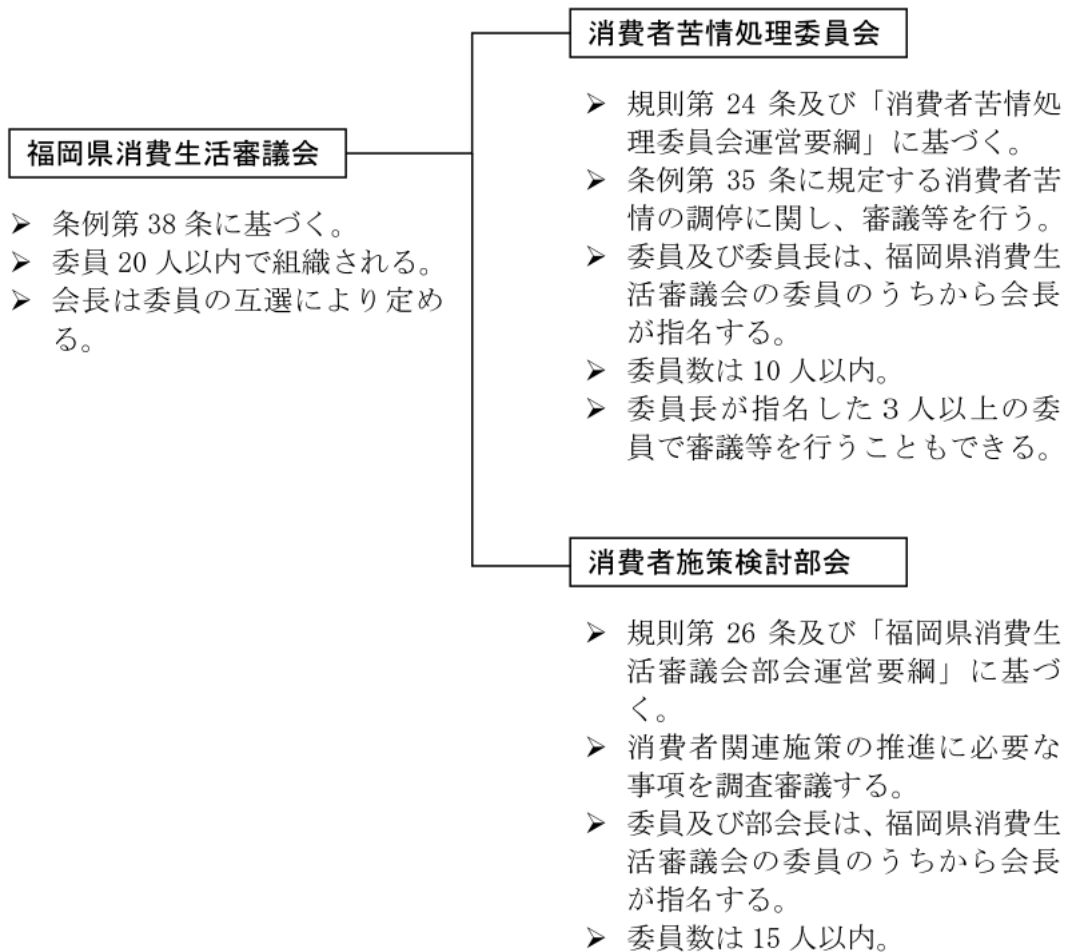 福岡県消費生活審議会
➢ 条例第 38 条に基づく。
➢ 委員 20 人以内で組織される。
➢ 会長は委員の互選により定め
る。
消費者苦情処理委員会
➢ 規則第 24 条及び「消費者苦情処
理委員会運営要綱」に基づく。
➢ 条例第 35 条に規定する消費者苦
情の調停に関し、審議等を行う。
➢ 委員及び委員長は、福岡県消費生
活審議会の委員のうちから会長
が指名する。
➢ 委員数は 10 人以内。
➢ 委員長が指名した３人以上の委
員で審議等を行うこともできる。
消費者施策検討部会
➢ 規則第 26 条及び「福岡県消費生
活審議会部会運営要綱」に基づ
く。
➢ 消費者関連施策の推進に必要な
事項を調査審議する。
➢ 委員及び部会長は、福岡県消費生
活審議会の委員のうちから会長
が指名する。
➢ 委員数は 15 人以内。